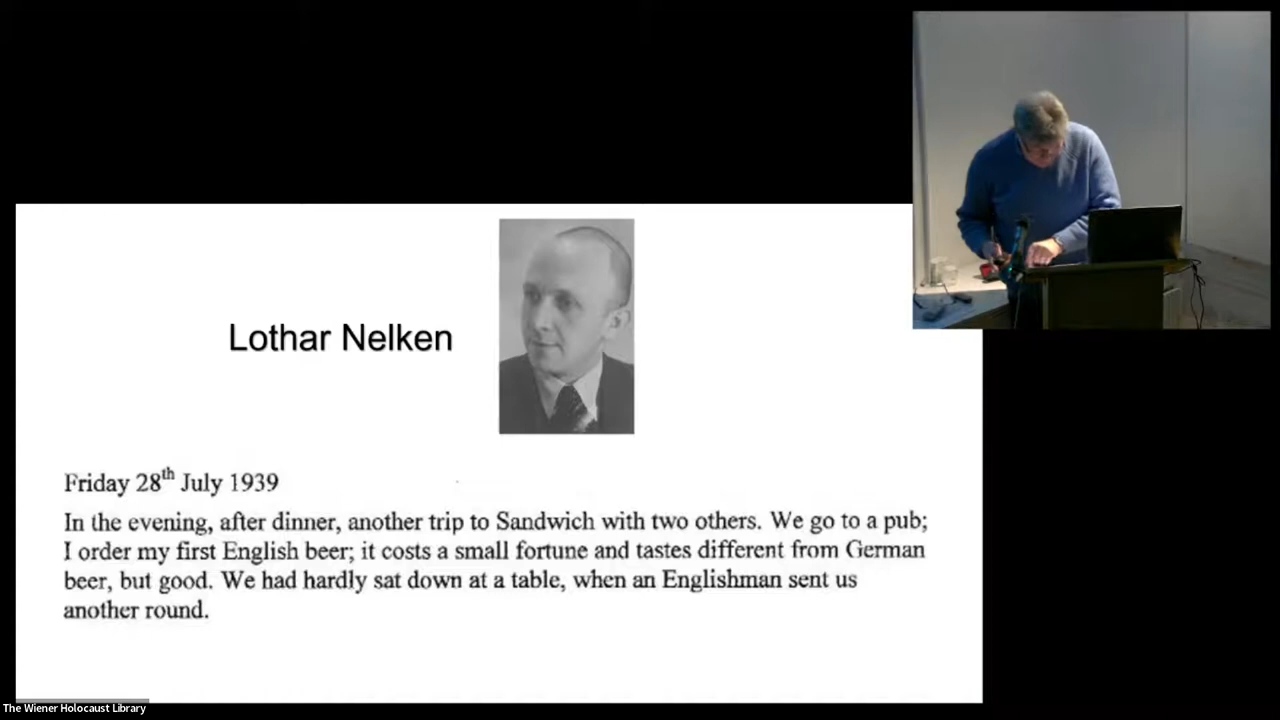 Lothar Nelken
Friday 28th July 1939
In the evening, after dinner, another trip to Sandwich with two others. We go to a pub;
I order my first English beer; it costs a small fortune and tastes different from German
beer, but good. We had hardly sat down at a table, when an Englishman sent us
another round.
The Wiener Holocaust Library